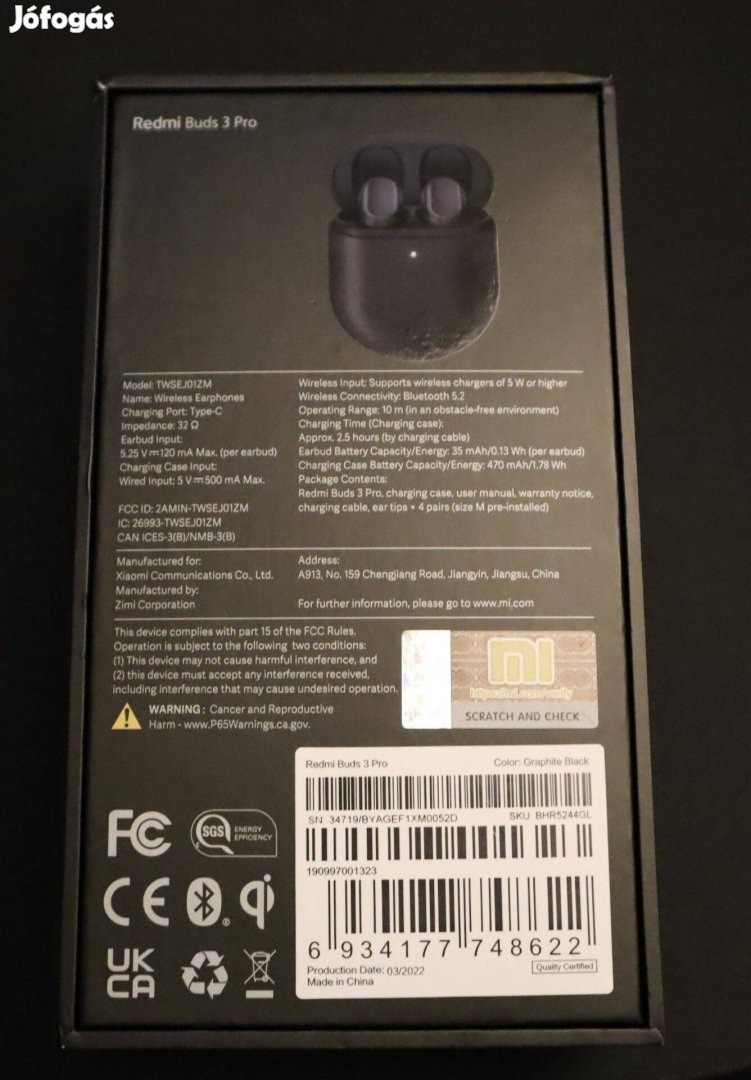 Jófogás
Redmi Buds 3 Pro
Model: TWSEJ01ZM
Name: Wireless Earphones
Charging Port: Type-C
Impedance: 32 Ω
Earbud Input:
5.25 V⎓120 mA Max. (per earbud)
Charging Case Input:
Wired Input: 5 V⎓500 mA Max.
FCC ID: 2AMIN-TWSEJ01ZM
IC: 26993-TWSEJ01ZM
CAN ICES-3(B)/NMB-3(B)
Wireless Input: Supports wireless chargers of 5 W or higher
Wireless Connectivity: Bluetooth 5.2
Operating Range: 10 m (in an obstacle-free environment)
Charging Time (Charging case):
Approx. 2.5 hours (by charging cable)
Earbud Battery Capacity/Energy: 35 mAh/0.13 Wh (per earbud)
Charging Case Battery Capacity/Energy: 470 mAh/1.78 Wh
Package Contents:
Redmi Buds 3 Pro, charging case, user manual, warranty notice,
charging cable, ear tips × 4 pairs (size M pre-installed)
Manufactured for:
Xiaomi Communications Co., Ltd.
Manufactured by:
Zimi Corporation
Address:
A913, No. 159 Chengjiang Road, Jiangyin, Jiangsu, China
For further information, please go to www.mi.com
This device complies with part 15 of the FCC Rules.
Operation is subject to the following two conditions:
(1) This device may not cause harmful interference, and
(2) this device must accept any interference received,
including interference that may cause undesired operation.
WARNING: Cancer and Reproductive
Harm - www.P65Warnings.ca.gov.
mi
https://mi.com/verify
SCRATCH AND CHECK
Redmi Buds 3 Pro Color: Graphite Black
SN 34719/BYAGEF1XM0052D SKU: BHR5244GL
190997001323
6 934177 748622
Production Date: 03/2022
Made in China
Quality Certified
FC
SGS ENERGY
EFFICIENCY
CE
qi
UK
CA